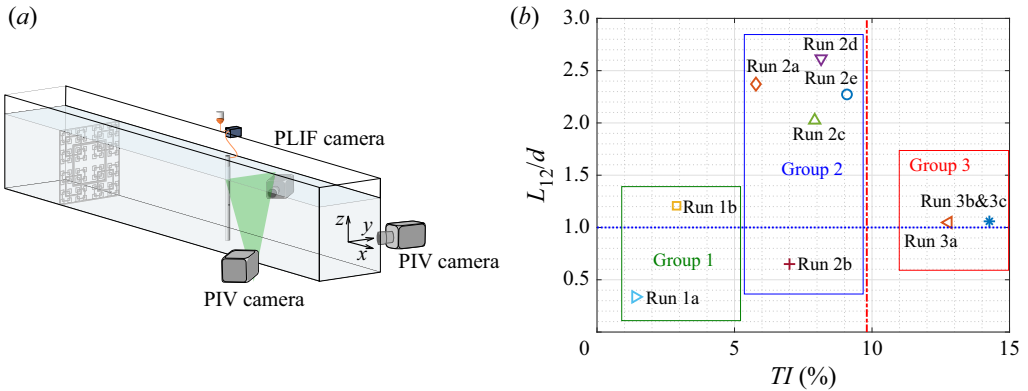 (a)
PLIF camera
z
y
x
PIV camera
PIV camera
(b)
3.0
2.5
2.0
1.5
1.0
0.5
0
5
10
15
L12/d
TI (%)
Run 2d
Run 2a
Run 2e
Run 2c
Group 2
Group 3
Run 1b
Run 3b&3c
Run 3a
Group 1
Run 2b
Run 1a